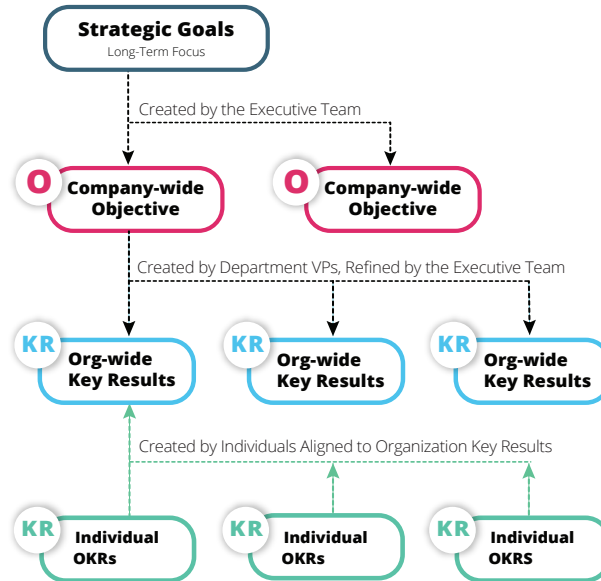 Strategic Goals
Long-Term Focus
Created by the Executive Team
O
Company-wide
Objective
O
Company-wide
Objective
Created by Department VPs, Refined by the Executive Team
KR
Org-wide
Key Results
KR
Org-wide
Key Results
KR
Org-wide
Key Results
Created by Individuals Aligned to Organization Key Results
KR
Individual
OKRs
KR
Individual
OKRs
KR
Individual
OKRS